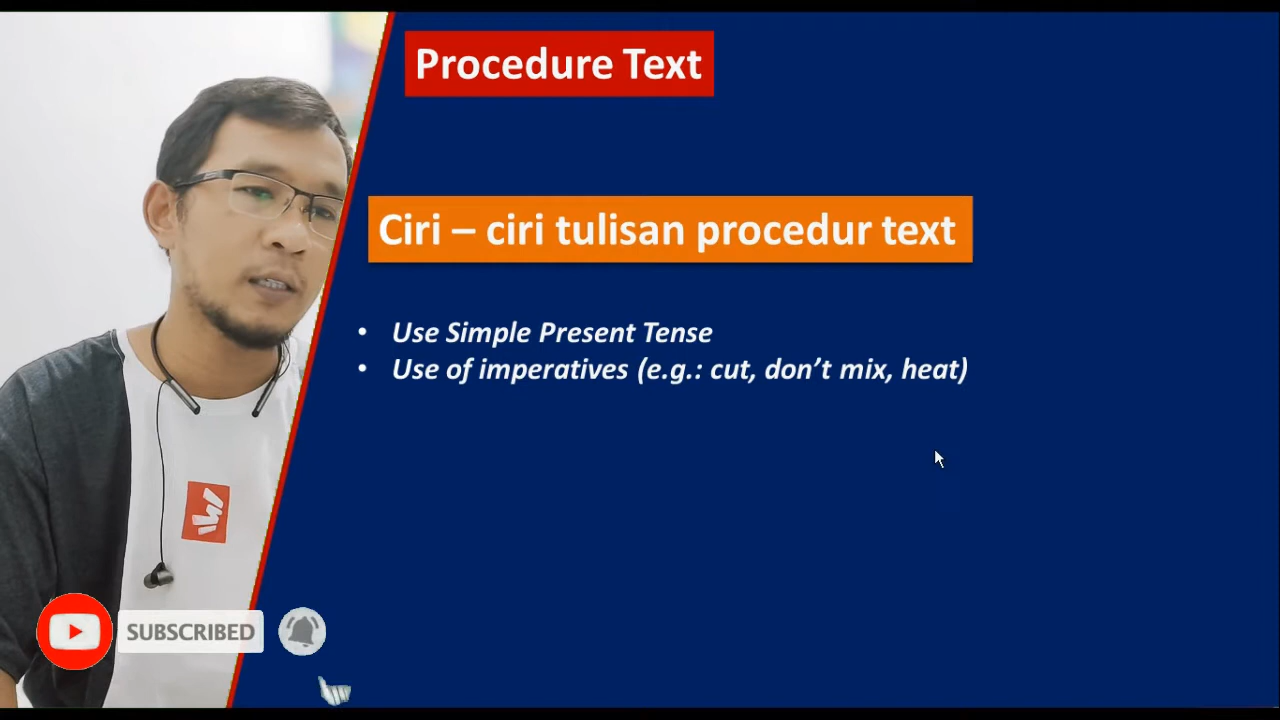 Procedure Text
Ciri – ciri tulisan procedur text
• Use Simple Present Tense
• Use of imperatives (e.g.: cut, don't mix, heat)
SUBSCRIBED